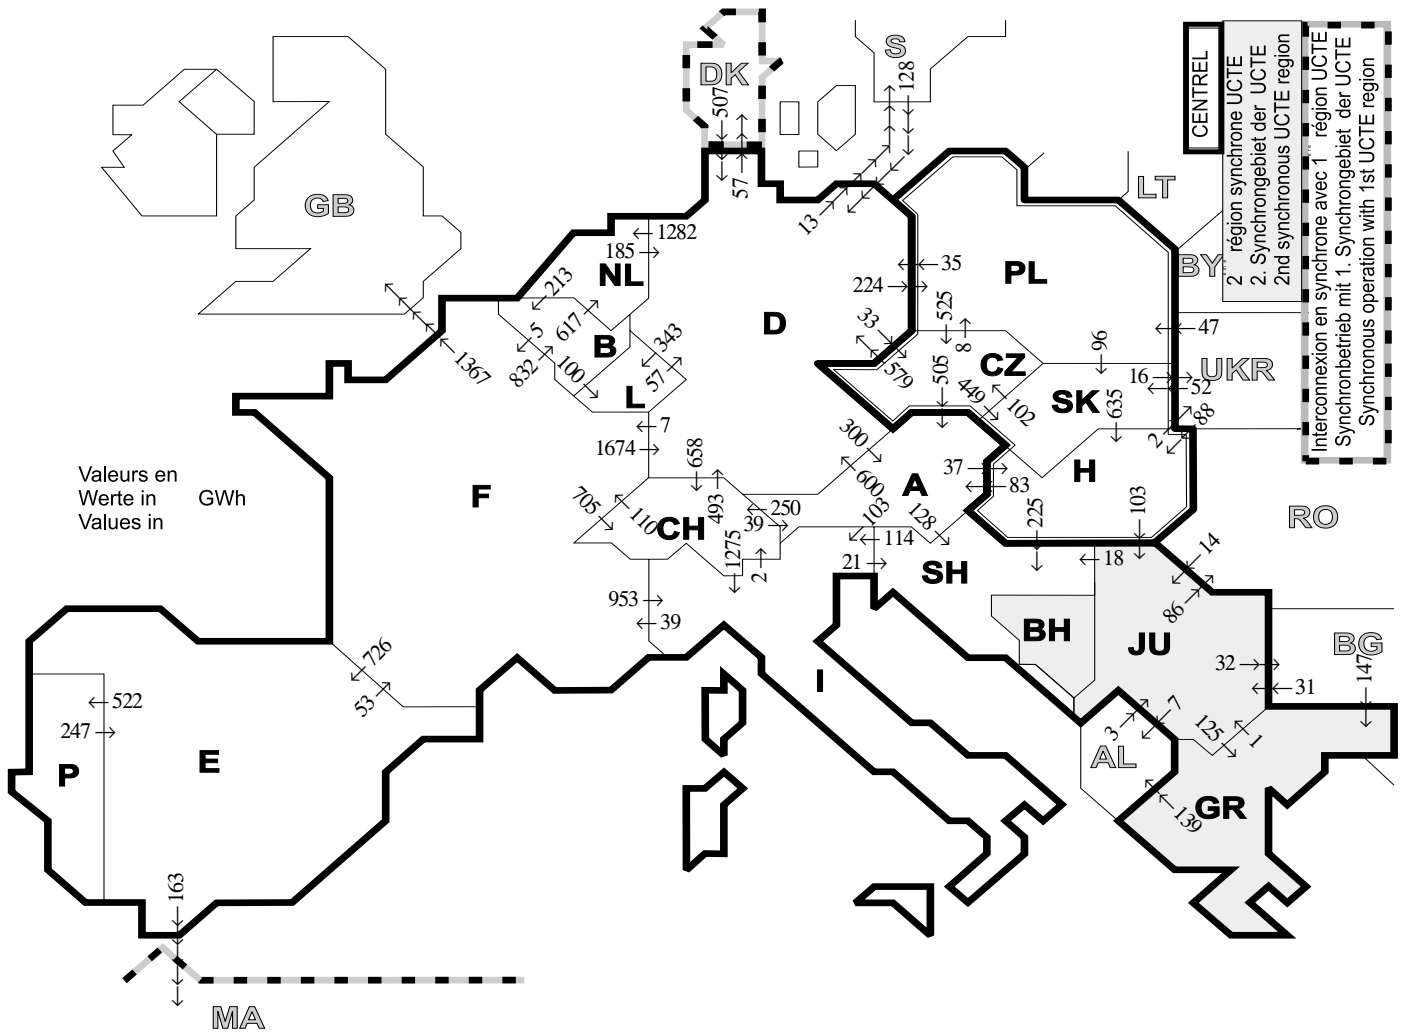 S
DK
128
507
57
13
GB
LT
BY
UKR
RO
BG
AL
MA
CENTREL
2 région synchrone UCTE
2. Synchrongebiet der UCTE
2nd synchronous UCTE region
Interconnexion en synchrone avec 1 région UCTE
Synchronbetrieb mit 1. Synchrongebiet der UCTE
Synchronous operation with 1st UCTE region
1282
185
NL
213
617
5
832
B
100
343
57
L
D
35
224
PL
525
8
33
579
CZ
96
47
16
52
SK
505
449
102
635
88
2
H
1367
7
1674
658
493
300
600
A
37
83
225
103
705
110
CH
250
39
1275
2
103
114
128
21
SH
18
14
86
BH
JU
953
39
F
Valeurs en
Werte in GWh
Values in
726
53
522
247
P
E
163
I
32
31
147
3
7
125
1
139
GR